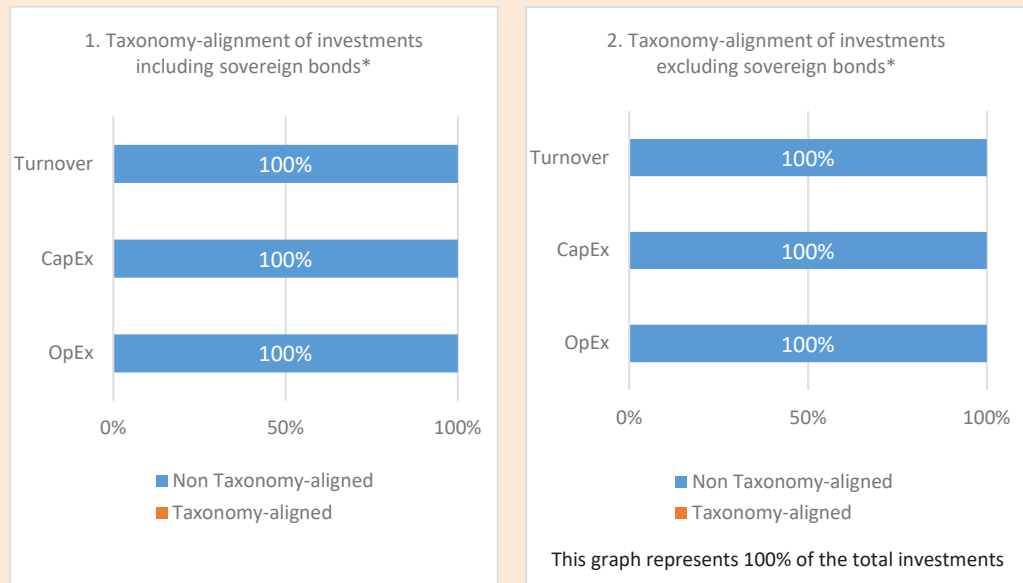 1. Taxonomy-alignment of investments
including sovereign bonds*
Turnover
100%
CapEx
100%
OpEx
100%
0%
50%
100%
Non Taxonomy-aligned
Taxonomy-aligned
2. Taxonomy-alignment of investments
excluding sovereign bonds*
Turnover
100%
CapEx
100%
OpEx
100%
0%
50%
100%
Non Taxonomy-aligned
Taxonomy-aligned
This graph represents 100% of the total investments